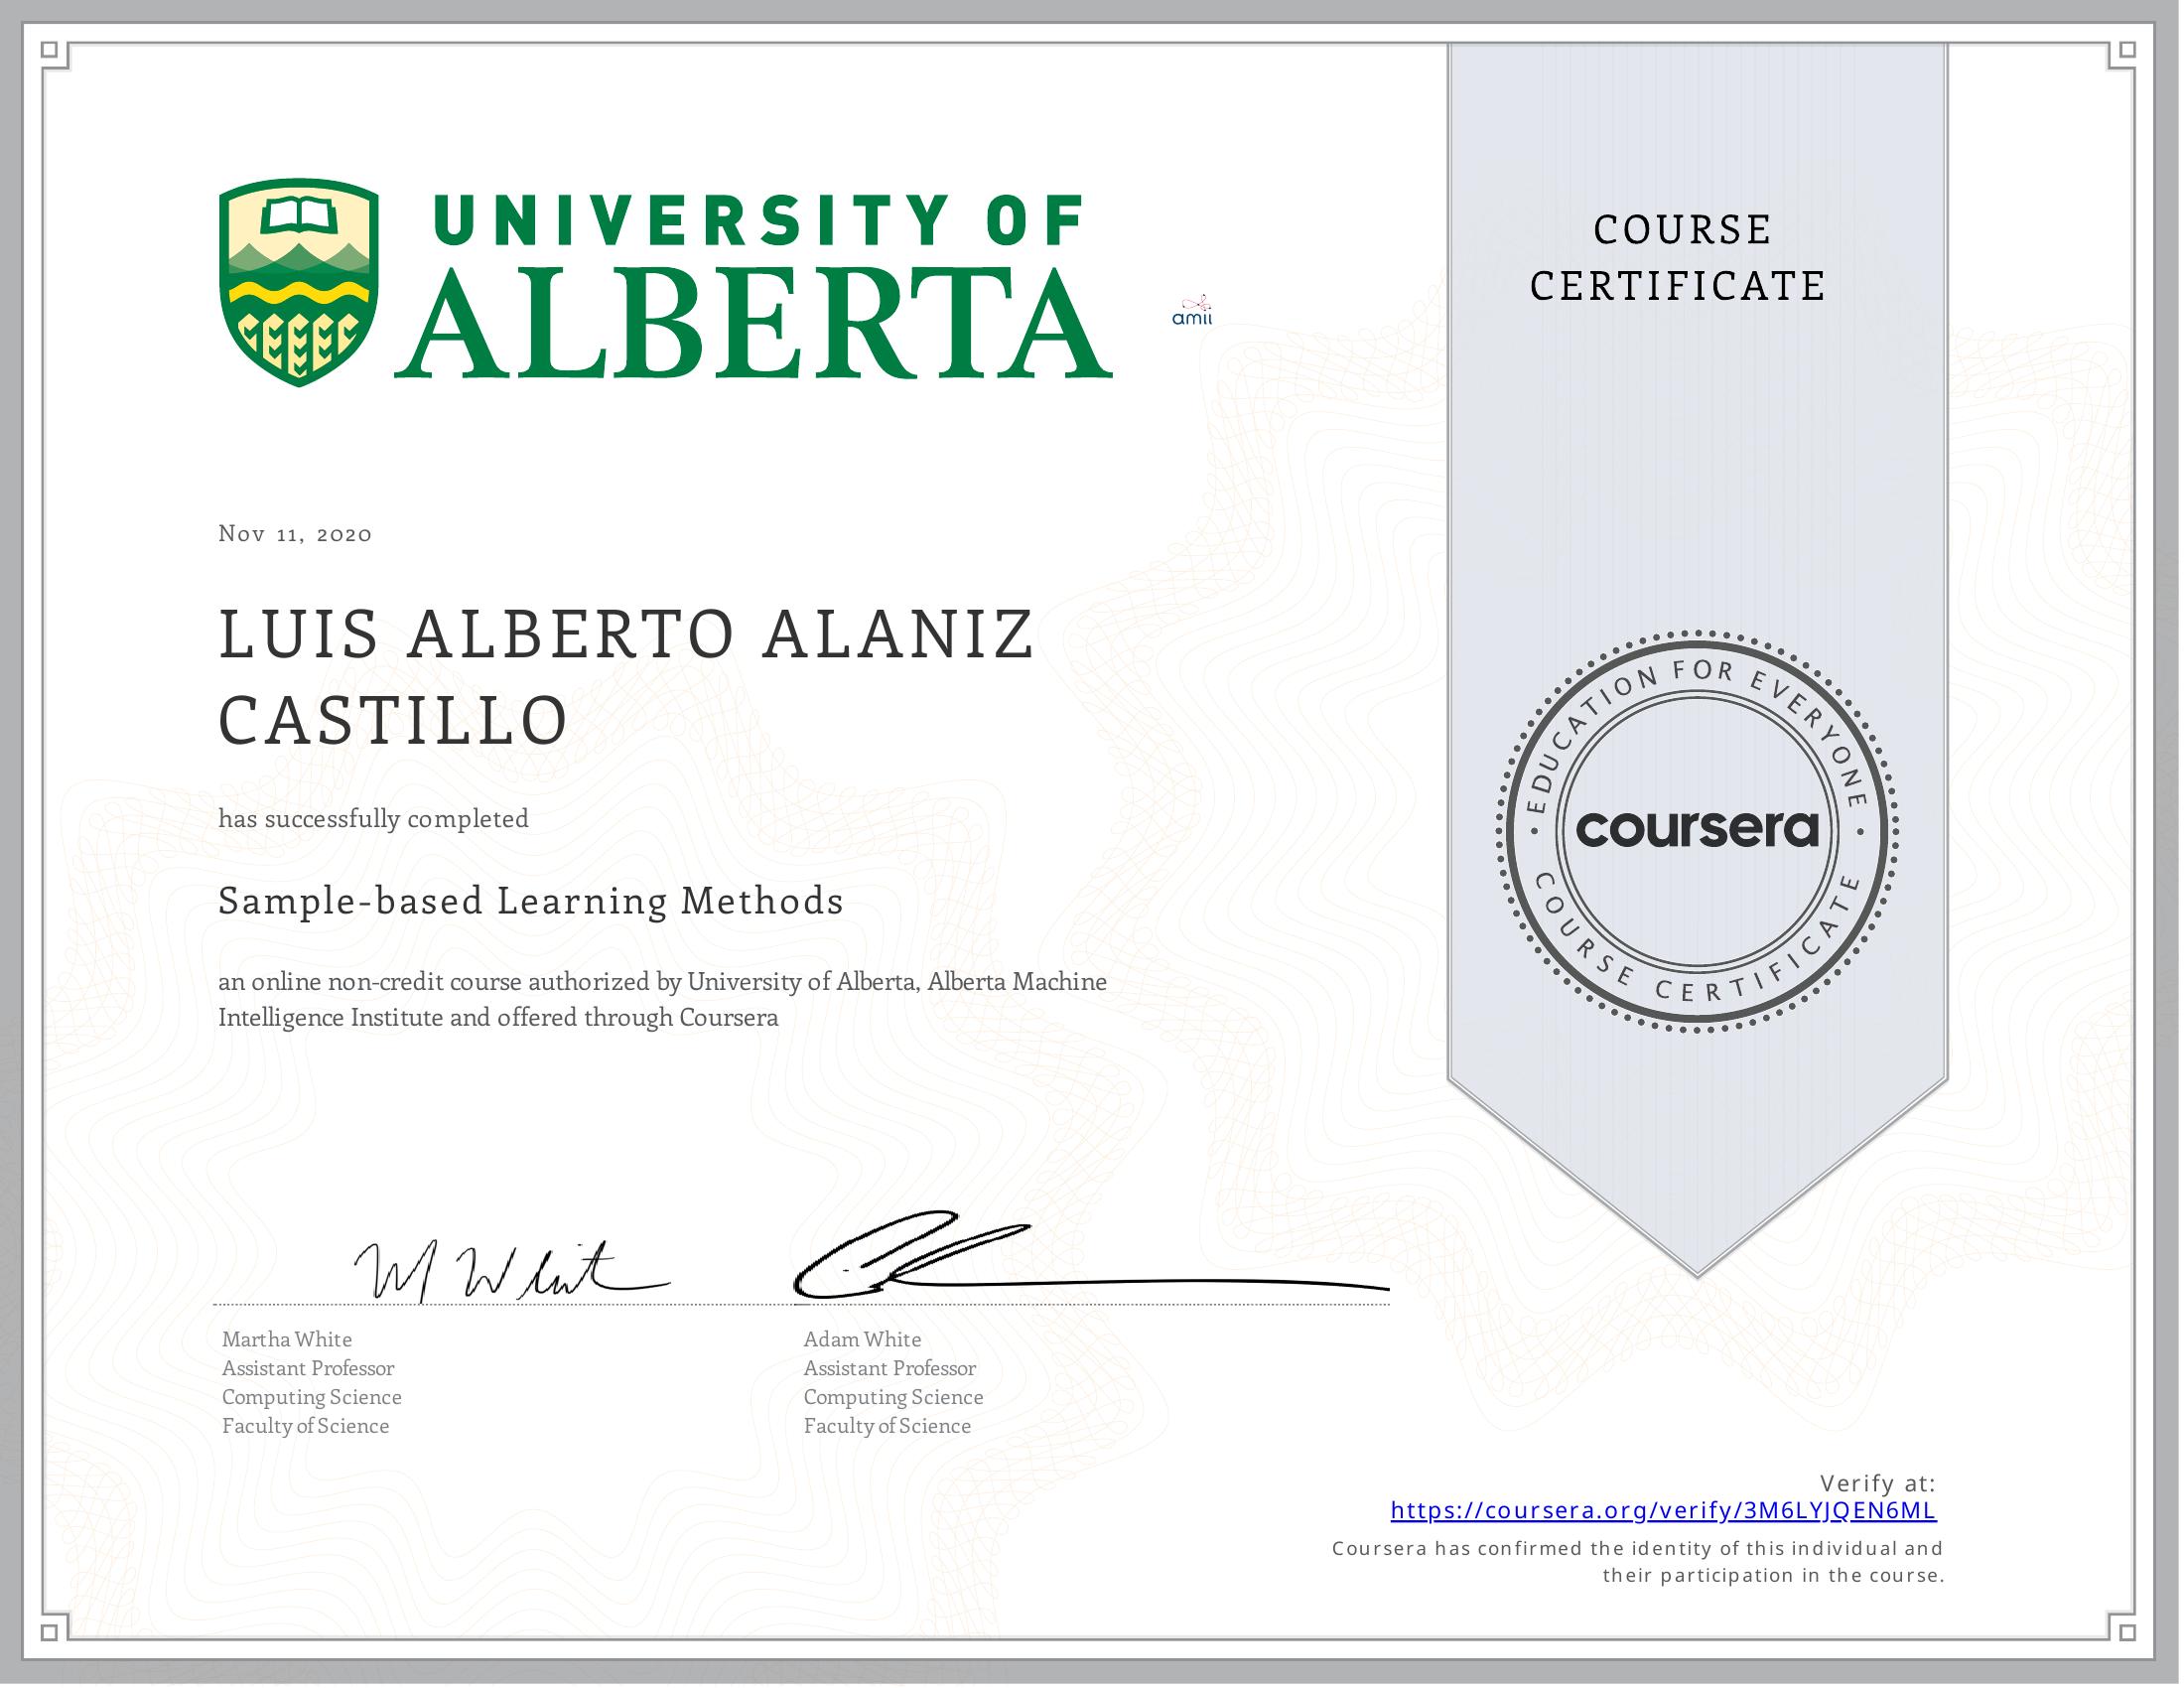 UNIVERSITY OF
ALBERTA
amii
COURSE
CERTIFICATE
Nov 11, 2020
LUIS ALBERTO ALANIZ
CASTILLO
has successfully completed
Sample-based Learning Methods
an online non-credit course authorized by University of Alberta, Alberta Machine
Intelligence Institute and offered through Coursera
EDUCATION FOR EVERYONE
coursera
COURSE CERTIFICATE
M White
Martha White
Assistant Professor
Computing Science
Faculty of Science
Adam White
Assistant Professor
Computing Science
Faculty of Science
Verify at:
https://coursera.org/verify/3M6LYJQEN6ML
Coursera has confirmed the identity of this individual and
their participation in the course.